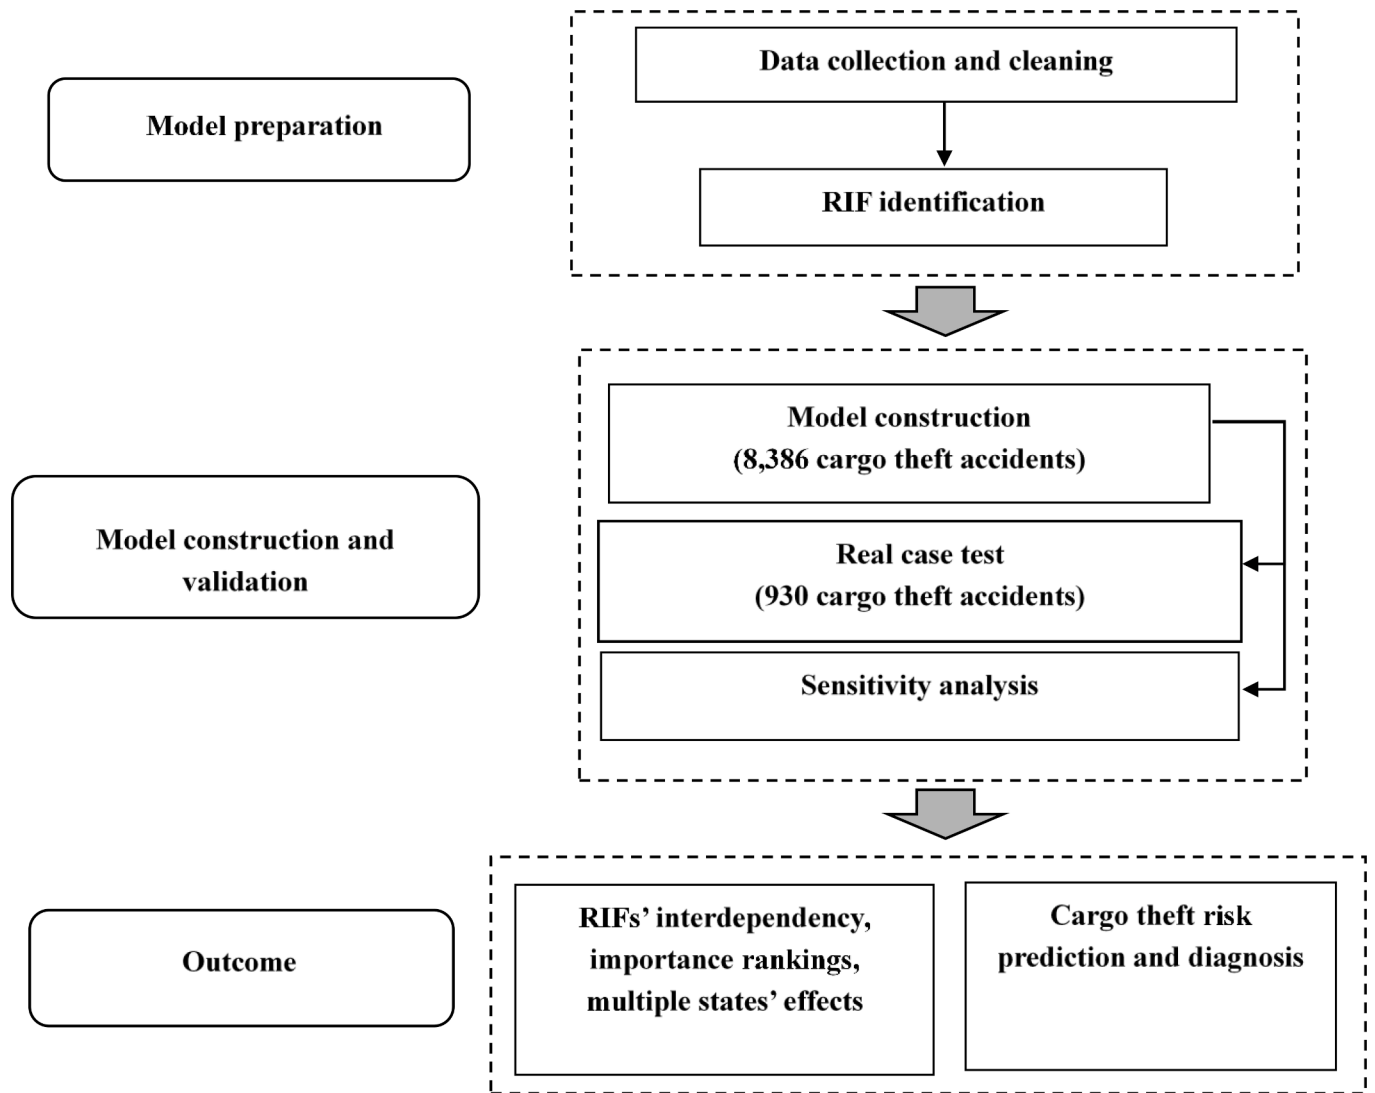 Data collection and cleaning
Model preparation
RIF identification
Model construction
(8,386 cargo theft accidents)
Model construction and
validation
Real case test
(930 cargo theft accidents)
Sensitivity analysis
Outcome
RIFs’ interdependency,
importance rankings,
multiple states’ effects
Cargo theft risk
prediction and diagnosis